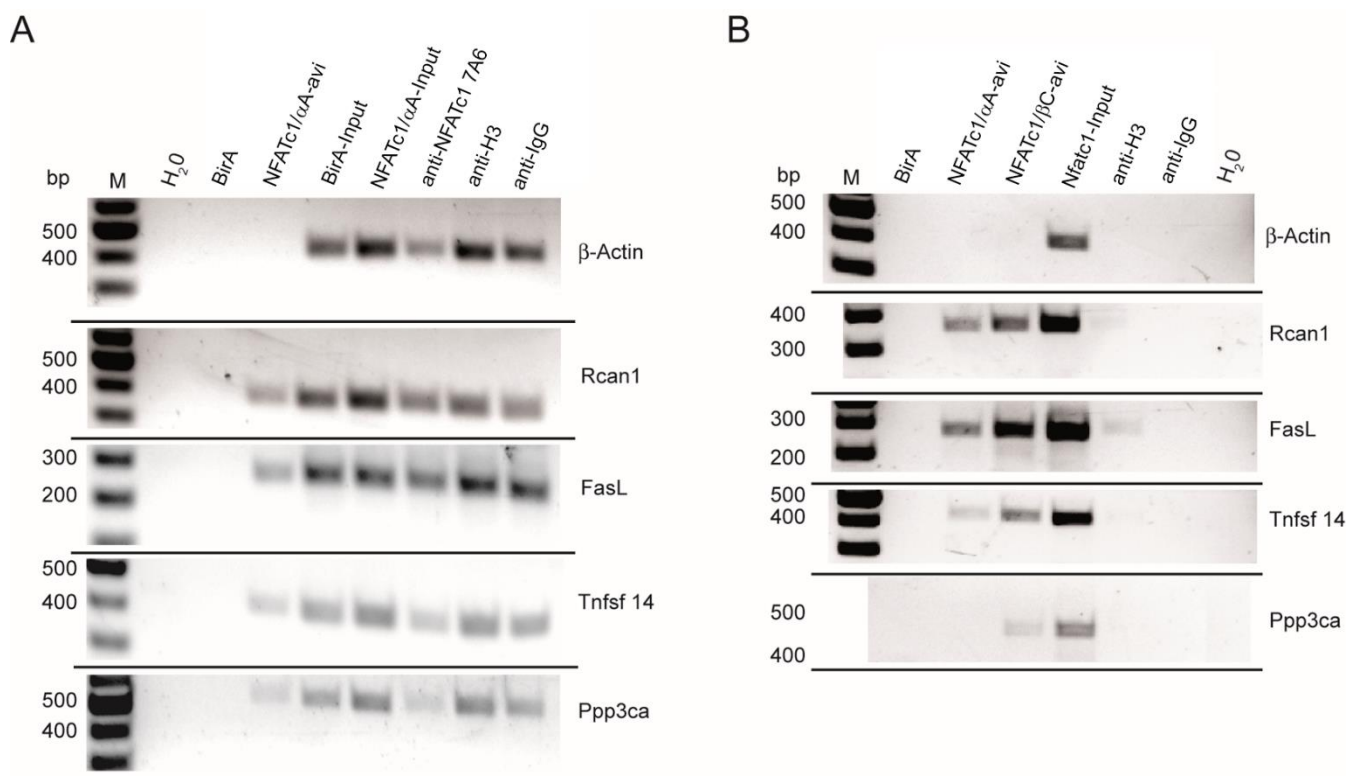 A
bp
M
H20
BirA
NFATc1/αA-avi
BirA-Input
NFATc1/αA-Input
anti-NFATc1 7A6
anti-H3
anti-IgG
500
400
β-Actin
500
400
Rcan1
300
200
FasL
500
400
Tnfsf 14
500
400
Ppp3ca
B
bp
M
BirA
NFATc1/αA-avi
NFATc1/βC-avi
Nfatc1-Input
anti-H3
anti-IgG
H20
500
400
β-Actin
400
300
Rcan1
300
200
FasL
500
400
Tnfsf 14
500
400
Ppp3ca